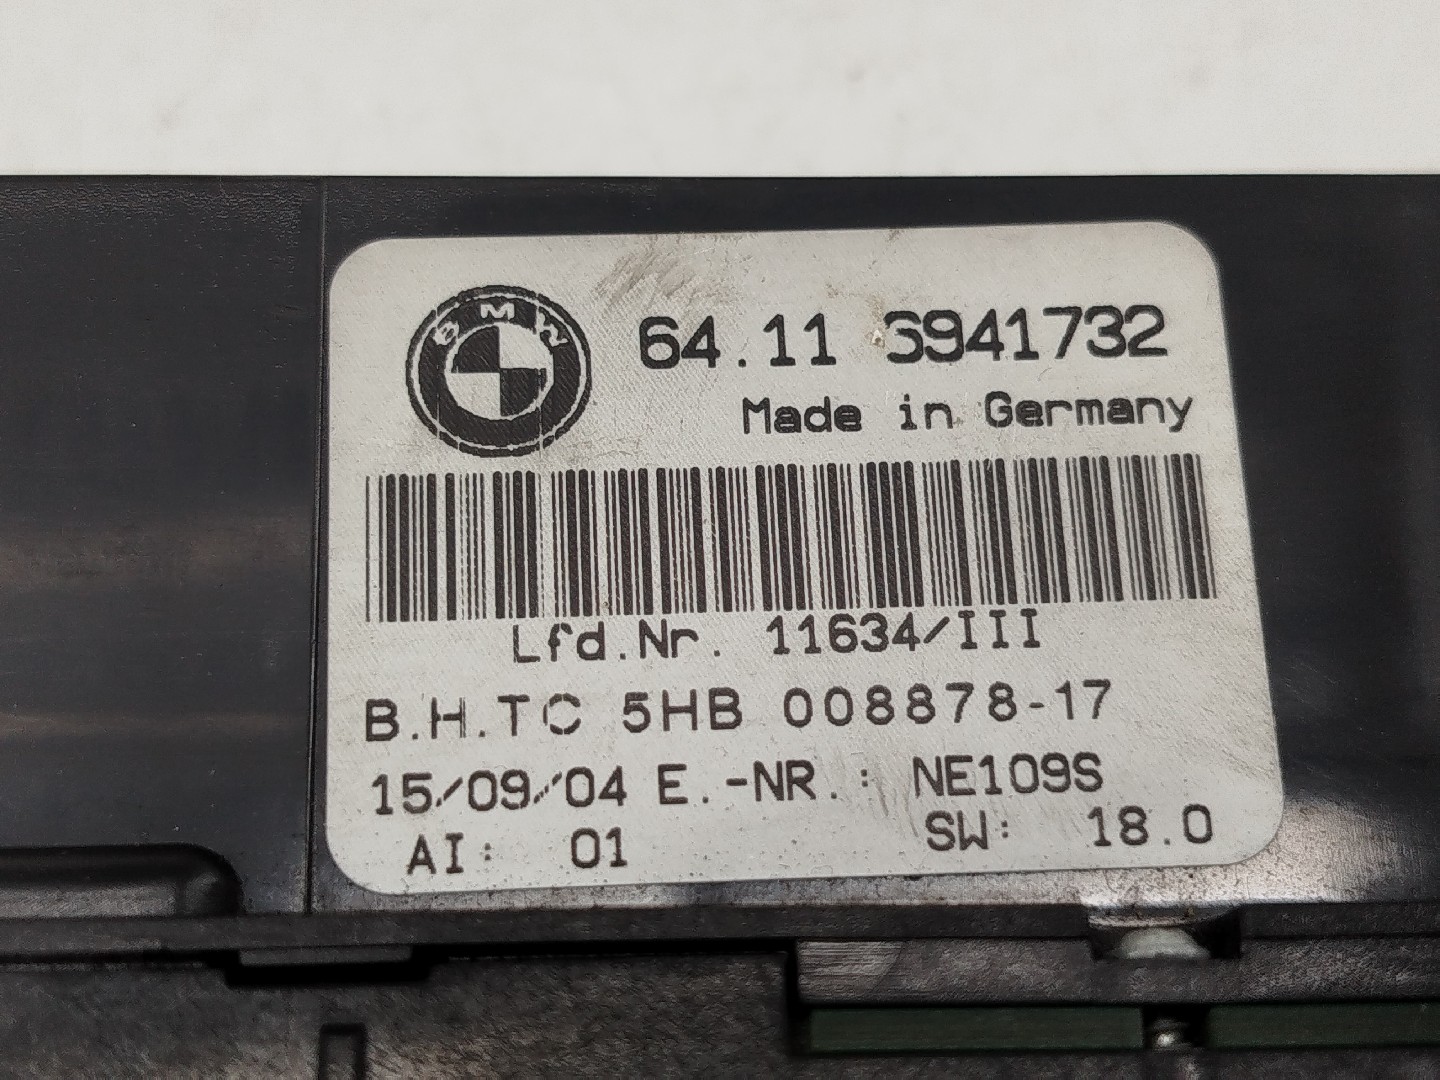 BMW
64.11 6941732
Made in Germany
Lfd.Nr. 11634/III
B.H.TC 5HB 008878-17
15/09/04 E.-NR.: NE109S
AI: 01 SW: 18.0